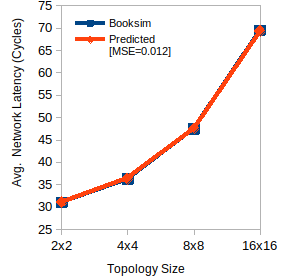 75
70
65
60
55
50
45
40
35
30
25
Avg. Network Latency (Cycles)
Booksim
Predicted
[MSE=0.012]
2x2 4x4 8x8 16x16
Topology Size